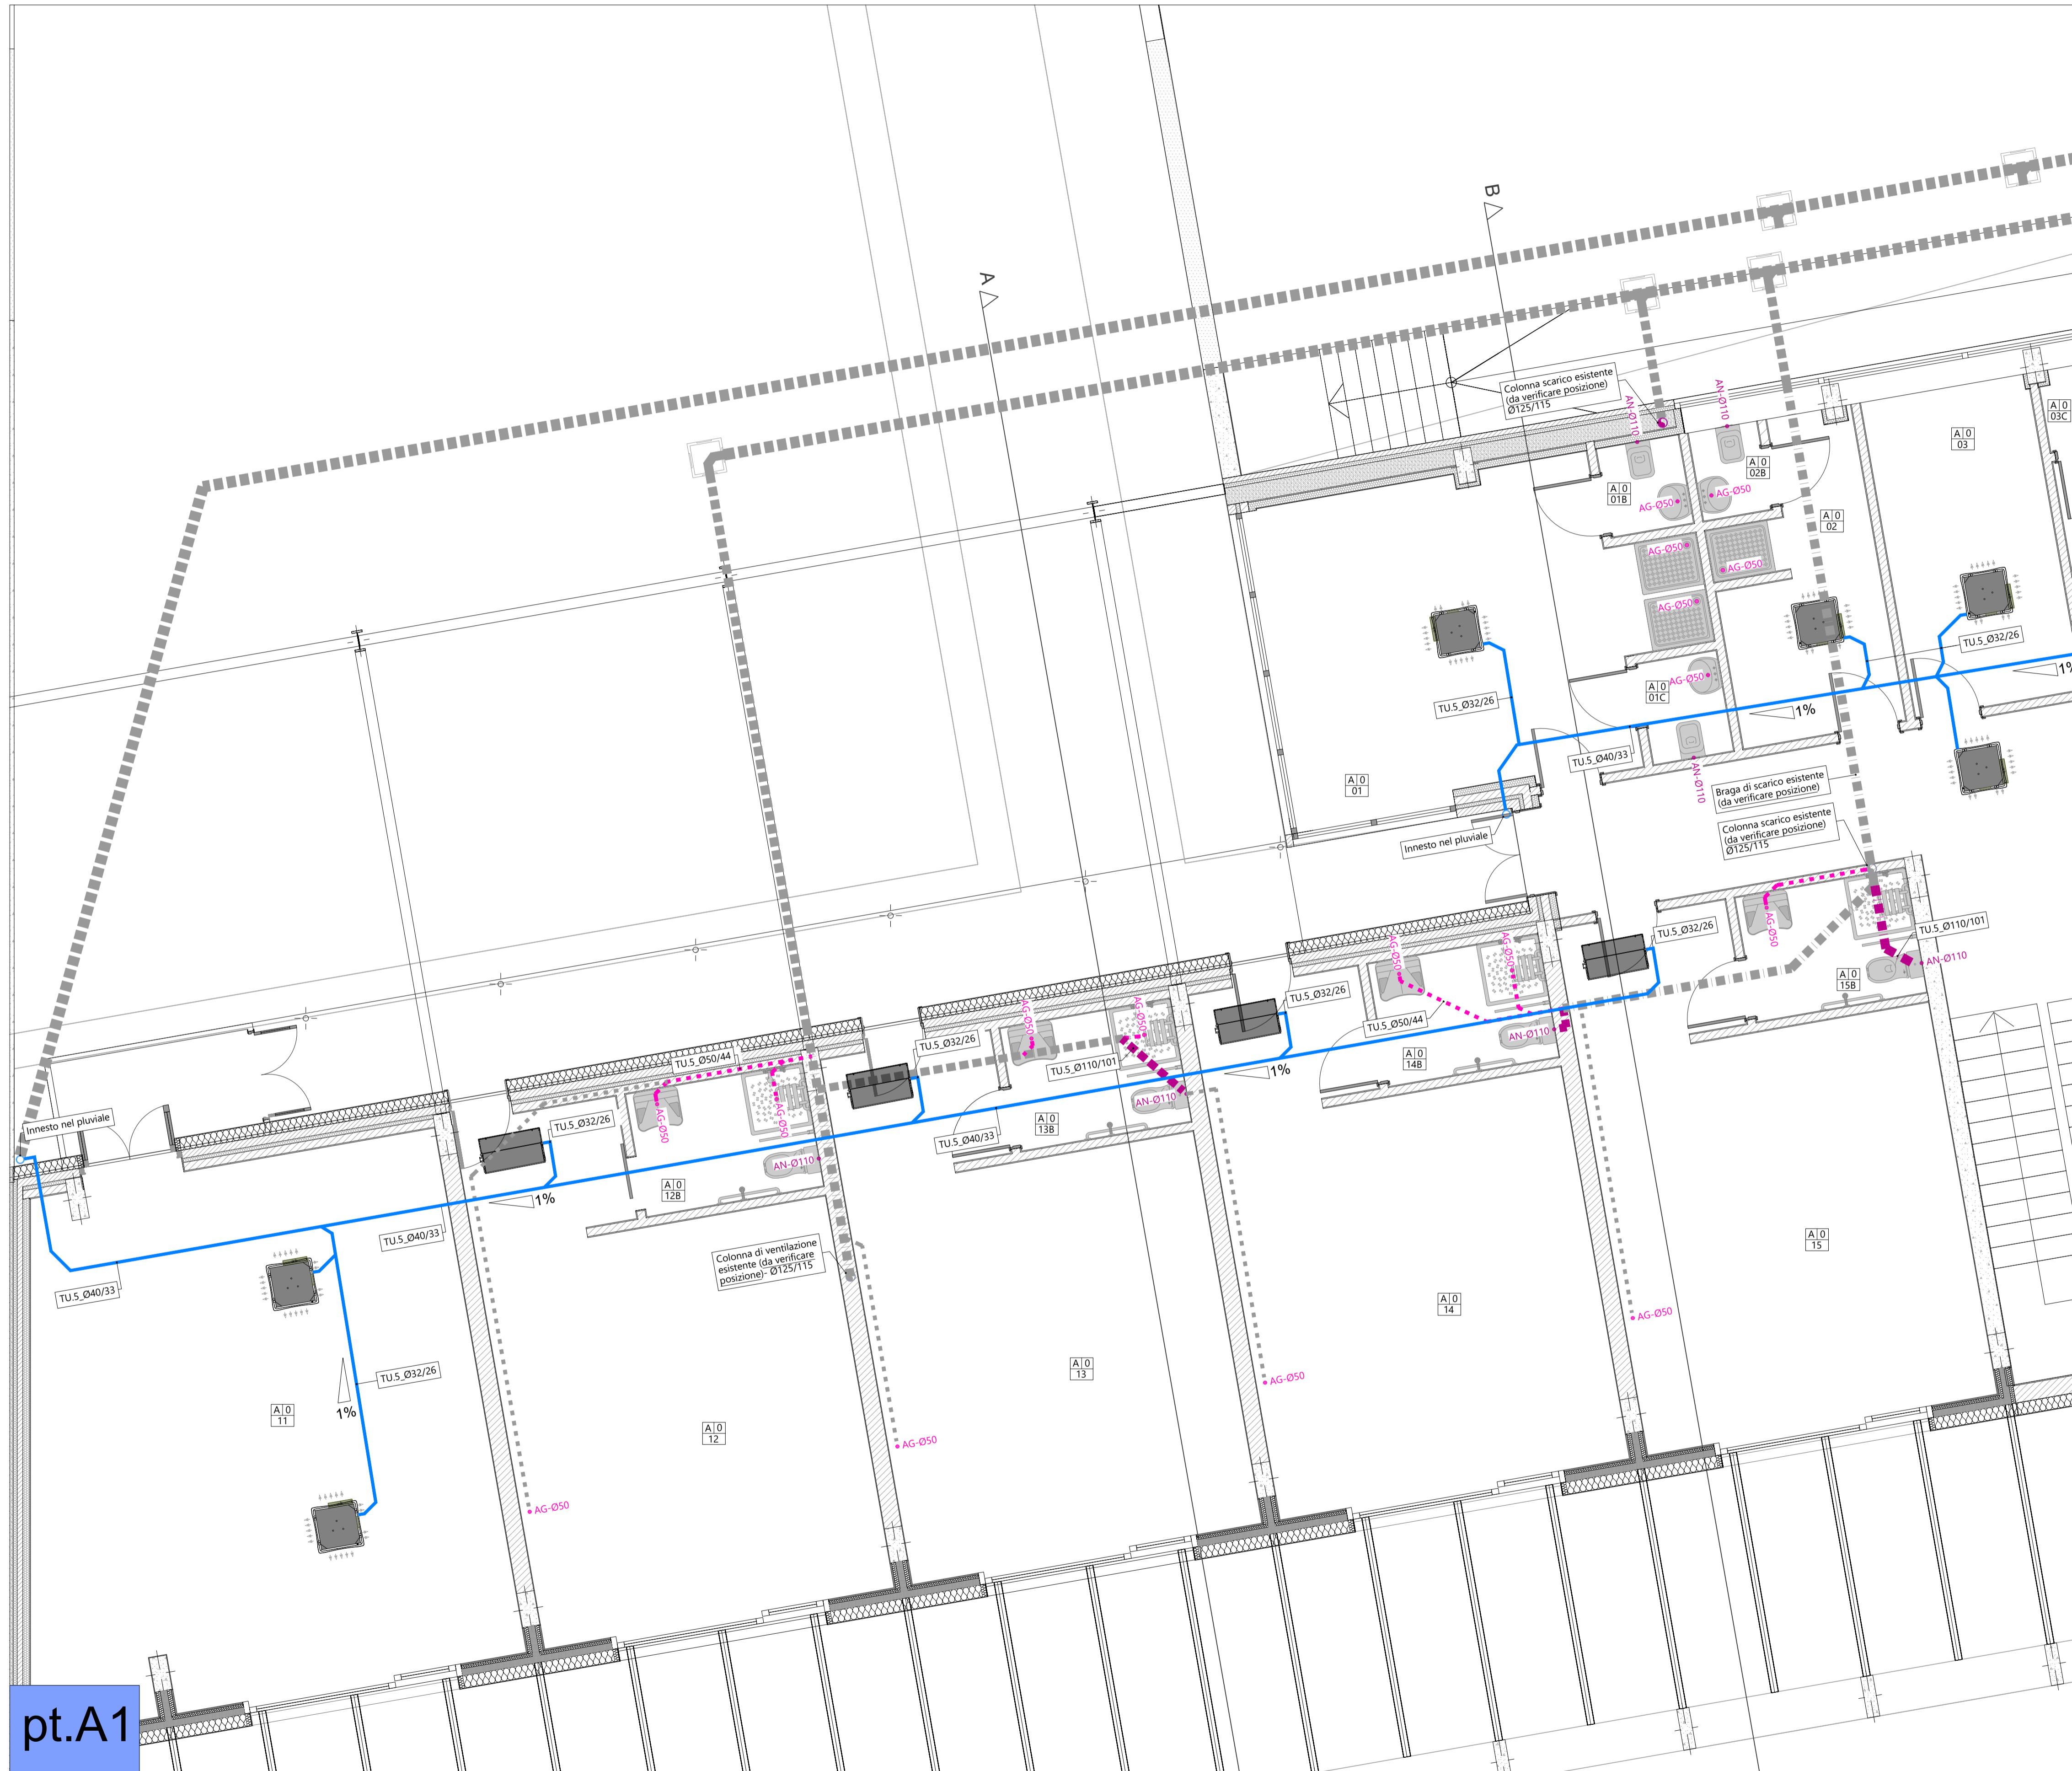 B
A
Colonna scarico esistente
(da verificare posizione)
Ø125/115
AN-Ø110
AN-Ø110
A 0
03C
A 0
03
A 0
02B
A 0
01B
AG-Ø50
AG-Ø50
A 0
02
AG-Ø50
AG-Ø50
AG-Ø50
TU.5_Ø32/26
1%
AG-Ø50
A 0
01C
TU.5_Ø32/26
1%
TU.5_Ø40/33
AN-Ø110
A 0
01
Braga di scarico esistente
(da verificare posizione)
Colonna scarico esistente
(da verificare posizione)
Ø125/115
Innesto nel pluviale
AG-Ø50
TU.5_Ø32/26
TU.5_Ø110/101
AN-Ø110
A 0
15B
AG-Ø50
AG-Ø50
TU.5_Ø32/26
TU.5_Ø50/44
AN-Ø110
A 0
14B
1%
AG-Ø50
AG-Ø50
TU.5_Ø32/26
TU.5_Ø110/101
AN-Ø110
A 0
13B
TU.5_Ø40/33
TU.5_Ø50/44
AG-Ø50
AG-Ø50
TU.5_Ø32/26
AN-Ø110
A 0
12B
1%
Innesto nel pluviale
TU.5_Ø40/33
TU.5_Ø40/33
Colonna di ventilazione
esistente (da verificare
posizione)- Ø125/115
A 0
15
A 0
14
AG-Ø50
A 0
13
AG-Ø50
TU.5_Ø32/26
1%
A 0
11
A 0
12
AG-Ø50
AG-Ø50
pt.A1